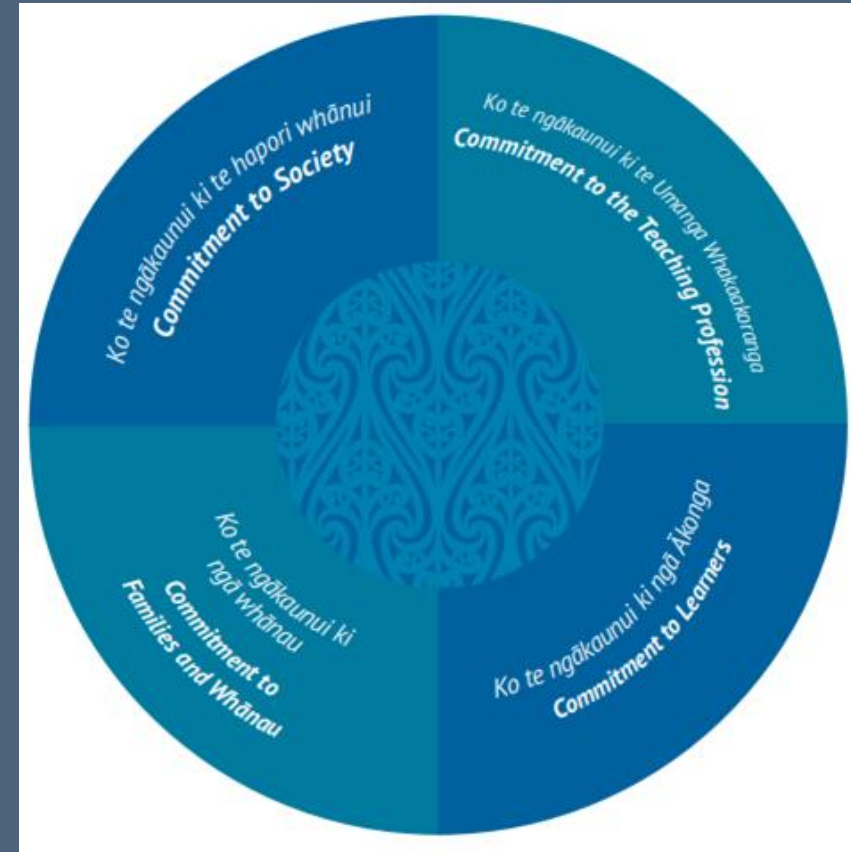 Ko te ngākaunui ki te hapori whānui
Commitment to Society
Ko te ngākaunui ki te Umanga Whakaakoranga
Commitment to the Teaching Profession
Ko te ngākaunui ki
ngā whānau
Commitment to
Families and Whānau
Ko te ngākaunui ki ngā Ākonga
Commitment to Learners